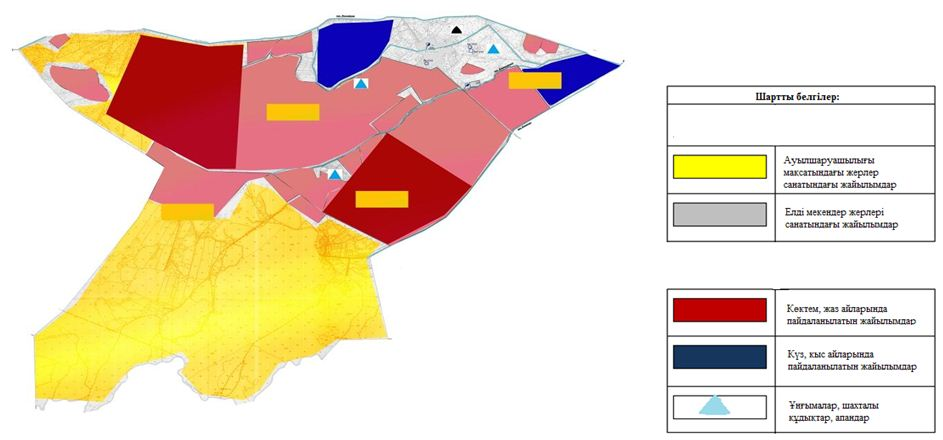 Шартты белгілер:
Ауылшаруашылығы
мақсатындағы жерлер
санатындағы жайылымдар
Елді мекендер жерлері
санатындағы жайылымдар
Көктем, жаз айларында
пайдаланылатын жайылымдар
Күз, кыс айларында
пайдаланылатын жайылымдар
Ұңғымалар, шахталы
құдықтар, апандар